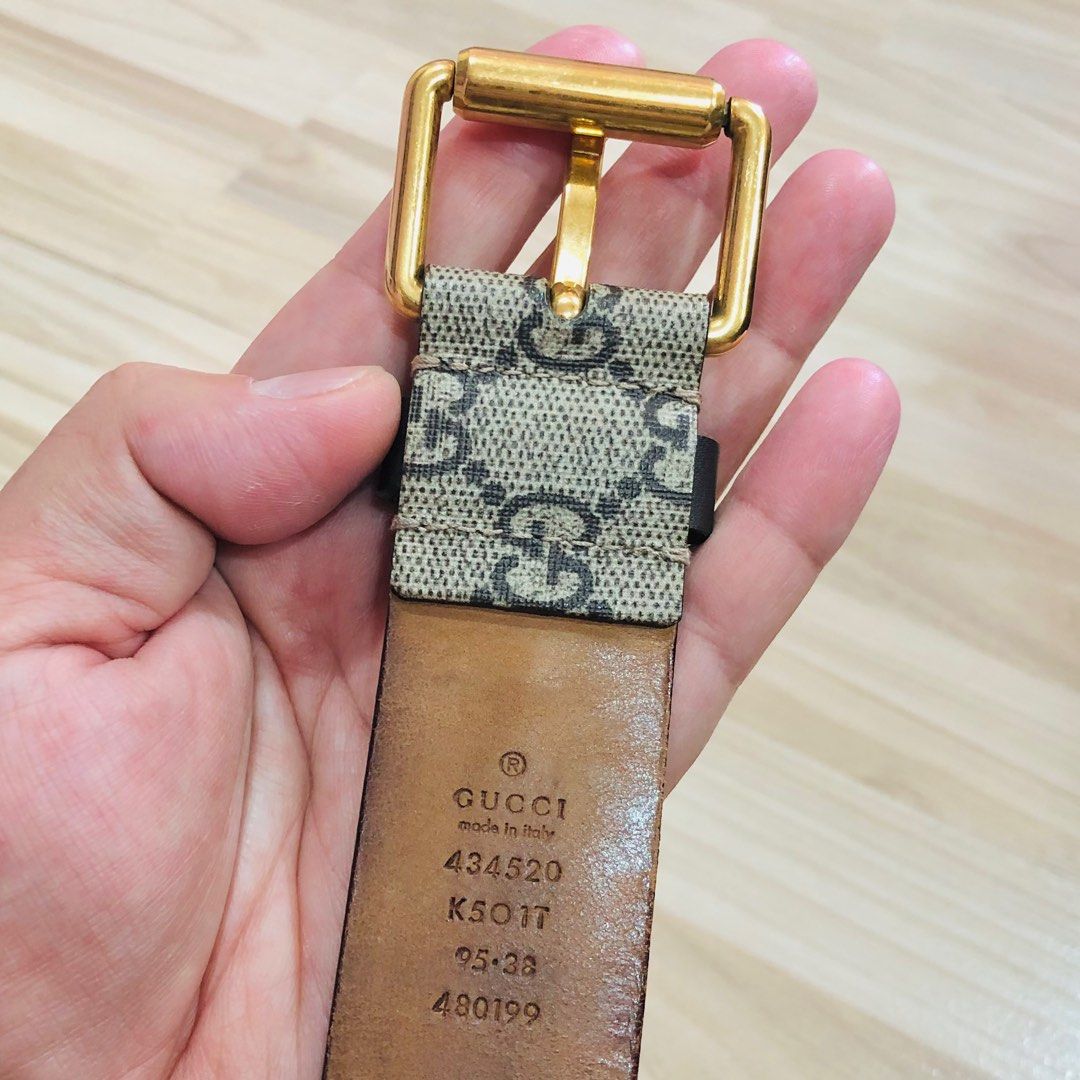 ®
GUCCI
made in italy
434520
K5O1T
95·38
480199